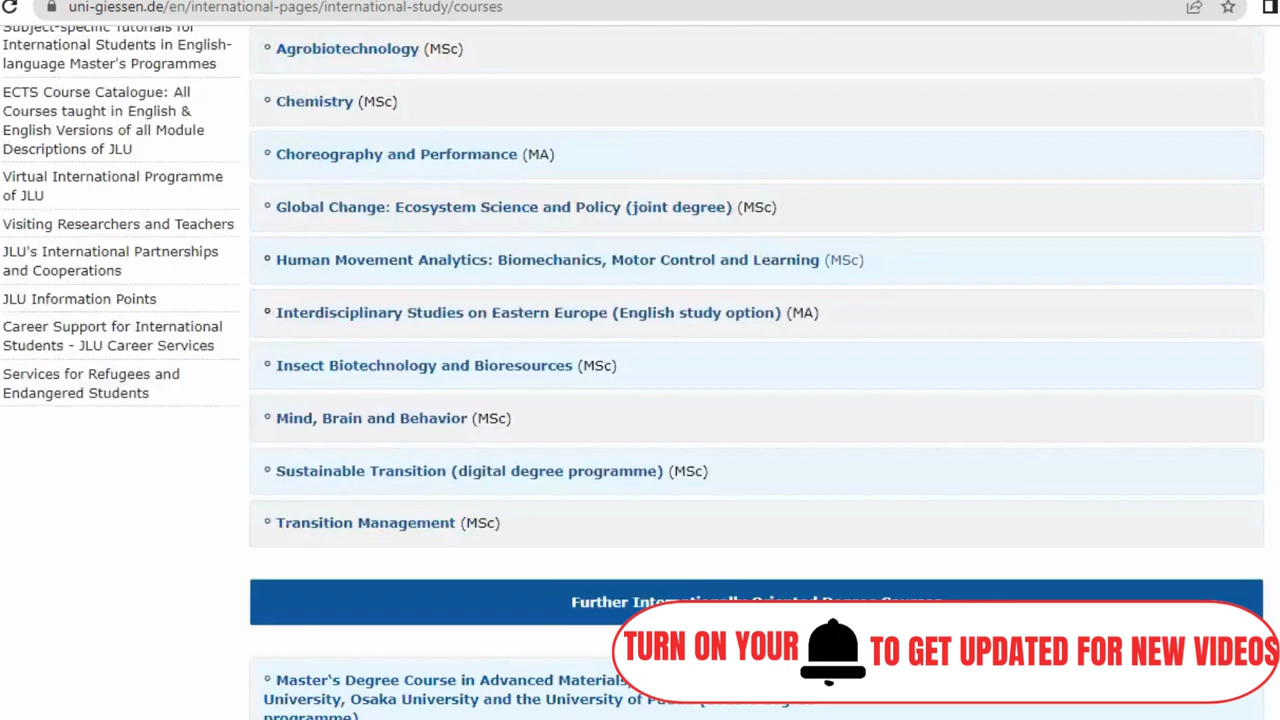 uni-giessen.de/en/international-pages/international-study/courses
Subject-specific Tutorials for
International Students in English-
language Master's Programmes
ECTS Course Catalogue: All
Courses taught in English &
English Versions of all Module
Descriptions of JLU
Virtual International Programme
of JLU
Visiting Researchers and Teachers
JLU's International Partnerships
and Cooperations
JLU Information Points
Career Support for International
Students - JLU Career Services
Services for Refugees and
Endangered Students
° Agrobiotechnology (MSc)
° Chemistry (MSc)
° Choreography and Performance (MA)
° Global Change: Ecosystem Science and Policy (joint degree) (MSc)
° Human Movement Analytics: Biomechanics, Motor Control and Learning (MSc)
° Interdisciplinary Studies on Eastern Europe (English study option) (MA)
° Insect Biotechnology and Bioresources (MSc)
° Mind, Brain and Behavior (MSc)
° Sustainable Transition (digital degree programme) (MSc)
° Transition Management (MSc)
Further Internationally Oriented Degree Courses
° Master's Degree Course in Advanced Materials,
University, Osaka University and the University of
programme)
TURN ON YOUR TO GET UPDATED FOR NEW VIDEOS